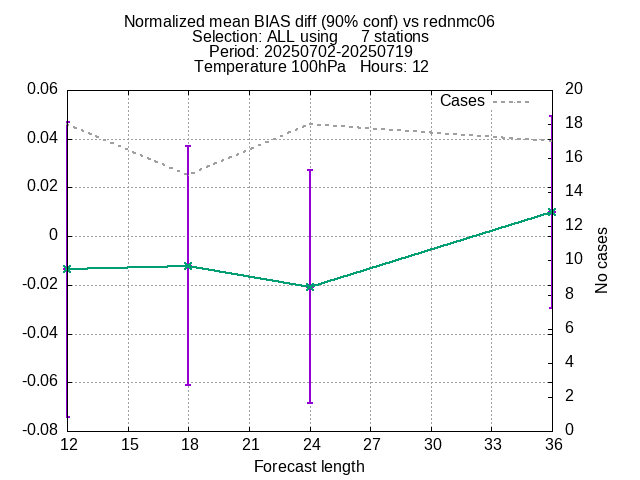 Normalized mean BIAS diff (90% conf) vs rednmc06
Selection: ALL using     7 stations
Period: 20250702-20250719
Temperature 100hPa   Hours: 12
Cases
0.06
0.04
0.02
0
-0.02
-0.04
-0.06
-0.08
20
18
16
14
12
10
8
6
4
2
0
No cases
12 15 18 21 24 27 30 33 36
Forecast length